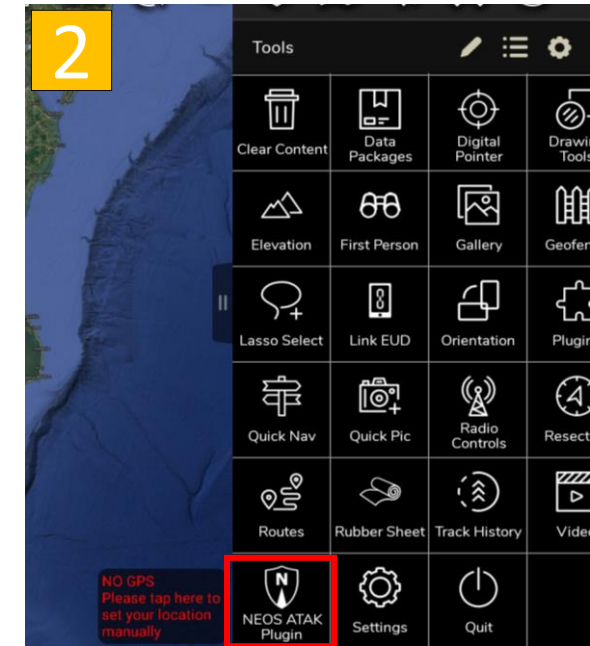 2
Tools
Clear Content
Data
Packages
Digital
Pointer
Tools
Elevation
First Person
Gallery
Lasso Select
Link EUD
Orientation
Quick Nav
Quick Pic
Radio
Controls
Routes
Rubber Sheet
Track History
NO GPS
Please tap here to
set your location
manually
N
NEOS ATAK
Plugin
Settings
Quit